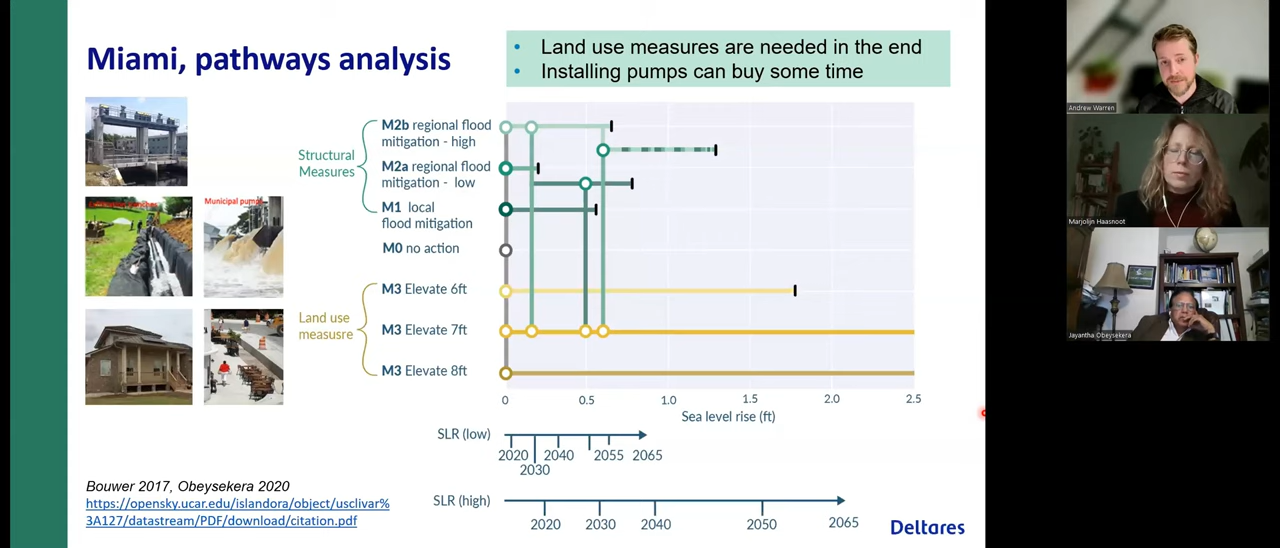 Miami, pathways analysis
• Land use measures are needed in the end
• Installing pumps can buy some time
Municipal pumps
Structural
Measures
M2b regional flood
mitigation - high
M2a regional flood
mitigation - low
M1 local
flood mitigation
M0 no action
Land use
measusre
M3 Elevate 6ft
M3 Elevate 7ft
M3 Elevate 8ft
0 0.5 1.0 1.5 2.0 2.5
Sea level rise (ft)
SLR (low)
2020 2030 2040 2055 2065
SLR (high)
2020 2030 2040 2050 2065
Bouwer 2017, Obeysekera 2020
https://opensky.ucar.edu/islandora/object/usclivar%
3A127/datastream/PDF/download/citation.pdf
Deltares
Andrew Warren
Marjolijn Haasnoot
Jayantha Obeysekera